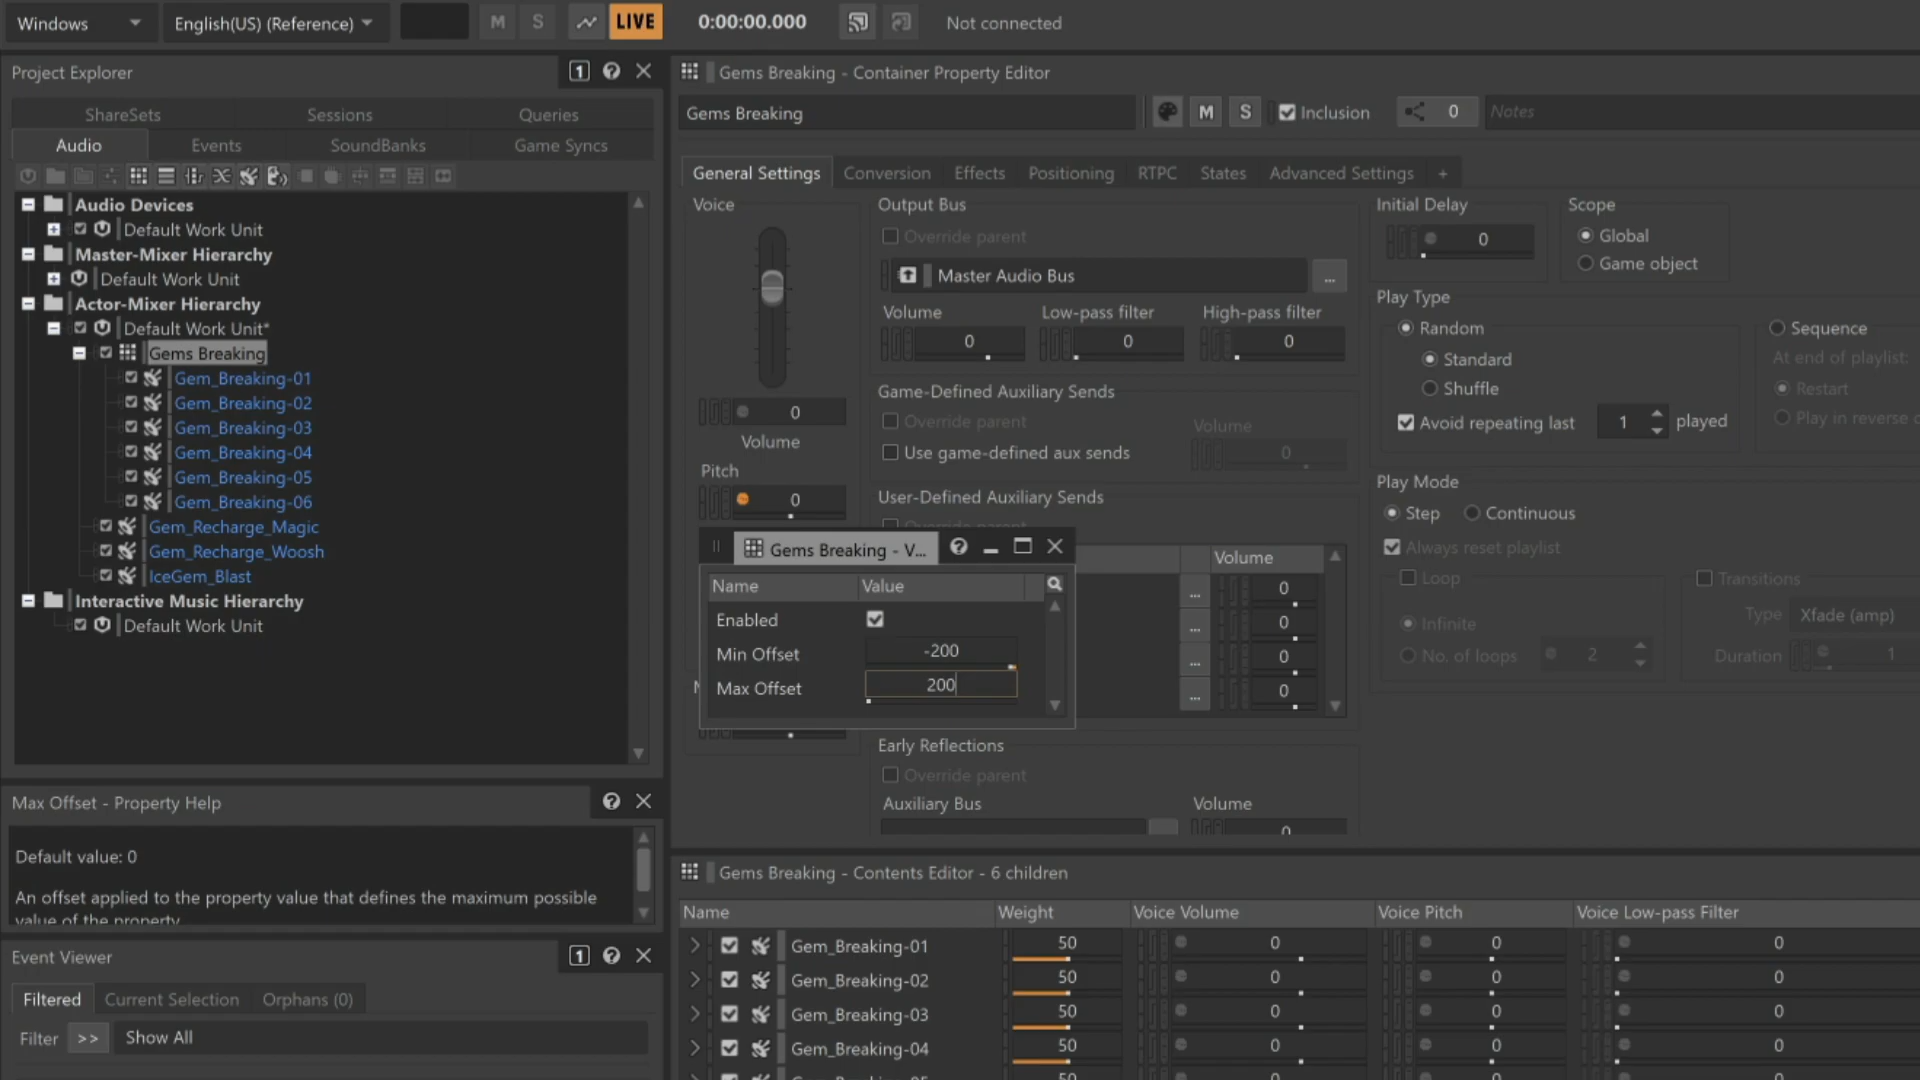 Windows
English(US) (Reference)
M
S
LIVE
0:00:00.000
Not connected
Project Explorer
1
ShareSets
Sessions
Queries
Audio
Events
SoundBanks
Game Syncs
Audio Devices
Default Work Unit
Master-Mixer Hierarchy
Default Work Unit
Actor-Mixer Hierarchy
Default Work Unit*
Gems Breaking
Gem_Breaking-01
Gem_Breaking-02
Gem_Breaking-03
Gem_Breaking-04
Gem_Breaking-05
Gem_Breaking-06
Gem_Recharge_Magic
Gem_Recharge_Woosh
IceGem_Blast
Interactive Music Hierarchy
Default Work Unit
Max Offset - Property Help
Default value: 0
An offset applied to the property value that defines the maximum possible
value of the property
Event Viewer
1
Filtered
Current Selection
Orphans (0)
Filter
>>
Show All
Gems Breaking - Container Property Editor
Gems Breaking
M
S
Inclusion
0
Notes
General Settings
Conversion
Effects
Positioning
RTPC
States
Advanced Settings
+
Voice
0
Volume
Pitch
0
Output Bus
Override parent
Master Audio Bus
...
Volume
Low-pass filter
High-pass filter
0
0
0
Game-Defined Auxiliary Sends
Override parent
Volume
Use game-defined aux sends
0
User-Defined Auxiliary Sends
Override parent
Volume
... 0
... 0
... 0
... 0
Gems Breaking - V...
Name
Value
Enabled
Min Offset
-200
Max Offset
200
Early Reflections
Override parent
Auxiliary Bus
Volume
0
Initial Delay
0
Scope
Global
Game object
Play Type
Random
Standard
Shuffle
Avoid repeating last
1
played
Sequence
At end of playlist:
Restart
Play in reverse
Play Mode
Step
Continuous
Always reset playlist
Loop
Infinite
No. of loops
2
Transitions
Type
Xfade (amp)
Duration
1
Gems Breaking - Contents Editor - 6 children
Name
Weight
Voice Volume
Voice Pitch
Voice Low-pass Filter
Gem_Breaking-01 50 0 0 0
Gem_Breaking-02 50 0 0 0
Gem_Breaking-03 50 0 0 0
Gem_Breaking-04 50 0 0 0